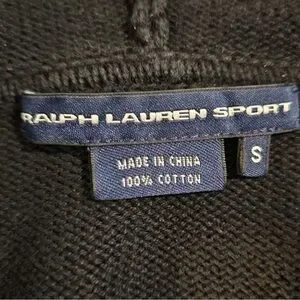 RALPH LAUREN SPORT
MADE IN CHINA
100% COTTON
S